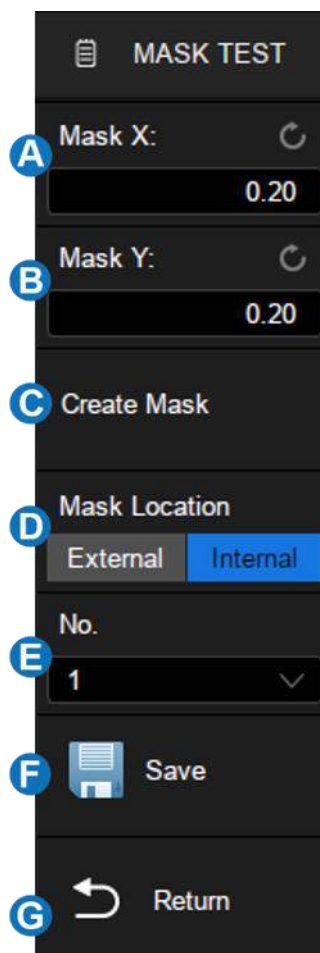 MASK TEST
A
Mask X:
0.20
B
Mask Y:
0.20
C
Create Mask
D
Mask Location
External Internal
E
No.
1
F
Save
G
Return